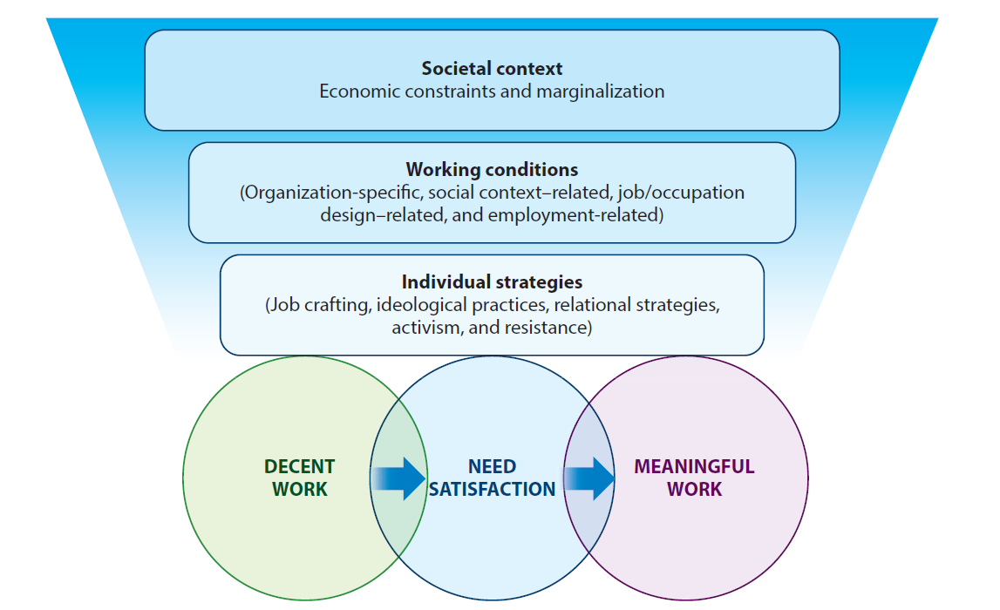 Societal context
Economic constraints and marginalization
Working conditions
(Organization-specific, social context–related, job/occupation
design–related, and employment-related)
Individual strategies
(Job crafting, ideological practices, relational strategies,
activism, and resistance)
DECENT
WORK
NEED
SATISFACTION
MEANINGFUL
WORK